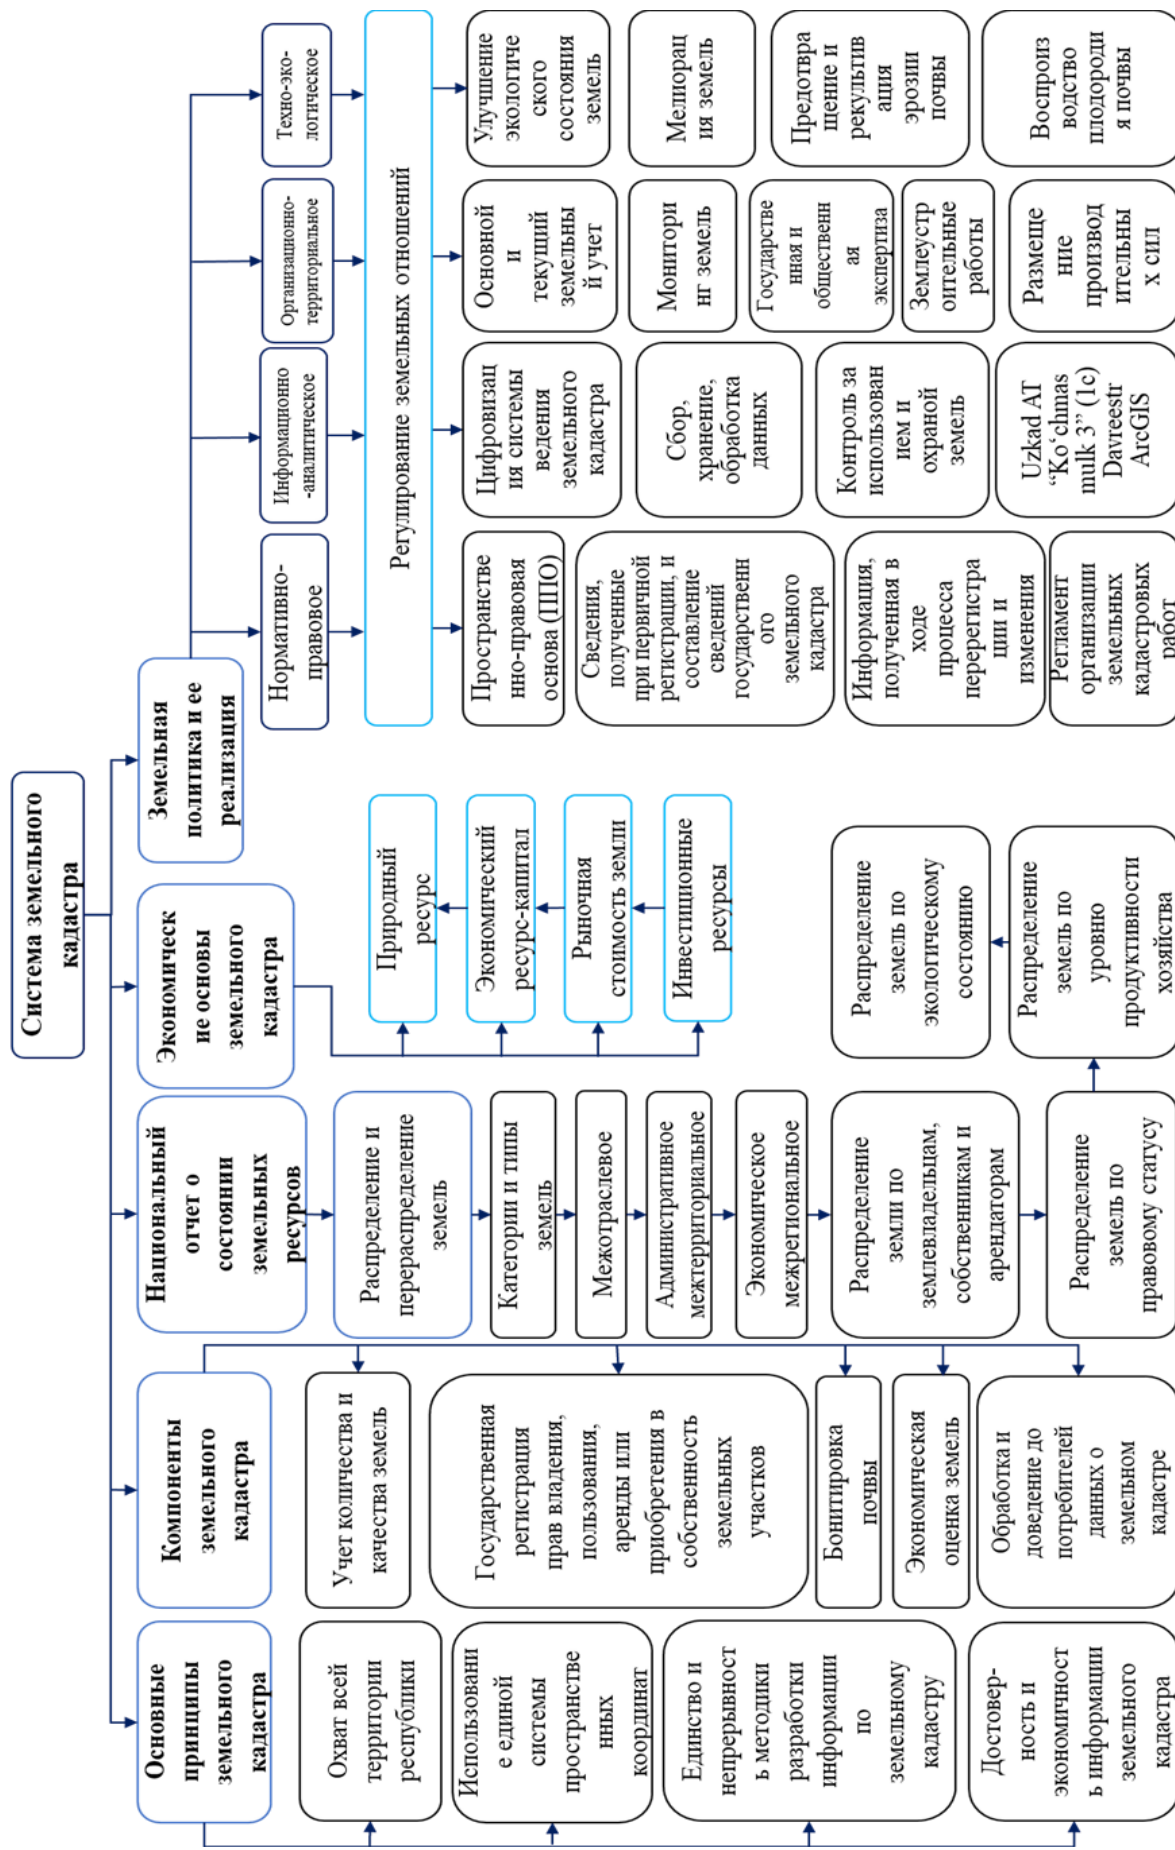 Система земельного
кадастра
Основные
принципы
земельного
кадастра
Охват всей
территории
республики
Использовани
е единой
системы
пространстве
нных
координат
Единство и
непрерывност
ь методики
разработки
информации
по
земельному
кадастру
Достовер-
ность и
экономичност
ь информации
земельного
кадастра
Компоненты
земельного
кадастра
Учет количества и
качества земель
Государственная
регистрация
прав владения,
пользования,
аренды или
приобретения в
собственность
земельных
участков
Бонитировка
почвы
Экономическая
оценка земель
Обработка и
доведение до
потребителей
данных о
земельном
кадастре
Национальный
отчет о
состоянии
земельных
ресурсов
Распределение и
перераспределение
земель
Категории и типы
земель
Межотраслевое
Административное
межтерриториальное
Экономическое
межрегиональное
Распределение
земли по
землевладельцам,
собственникам и
арендаторам
Распределение
земель по
правовому статусу
Распределение
земель по
уровню
продуктивности
хозяйства
Распределение
земель по
экологическому
состоянию
Экономическ
ие основы
земельного
кадастра
Природный
ресурс
Экономический
ресурс-капитал
Рыночная
стоимость земли
Инвестиционные
ресурсы
Земельная
политика и ее
реализация
Нормативно-
правовое
Информационно
-аналитическое
Организационно-
территориальное
Техно-эко-
логическое
Регулирование земельных отношений
Пространстве
нно-правовая
основа (ППО)
Сведения,
полученные
при первичной
регистрации, и
составление
сведений
государственн
ого
земельного
кадастра
Информация,
полученная в
ходе
процесса
перерегистра
ции и
изменения
Регламент
организации
земельных
кадастровых
работ
Цифровизац
ия системы
ведения
земельного
кадастра
Сбор,
хранение,
обработка
данных
Контроль за
использован
ием и
охраной
земель
Uzkad AT
“Ko‘chmas
mulk 3” (1c)
Davreestr
ArcGIS
Основной
и
текущий
земельны
й учет
Монитори
нг земель
Государстве
нная и
общественн
ая
экспертиза
Землеустр
оительные
работы
Размеще
ние
производ
ительны
х сил
Улучшение
экологиче
ского
состояния
земель
Мелиорац
ия земель
Предотвра
щение и
рекультив
ация
эрозии
почвы
Воспроиз
водство
плодороди
я почвы